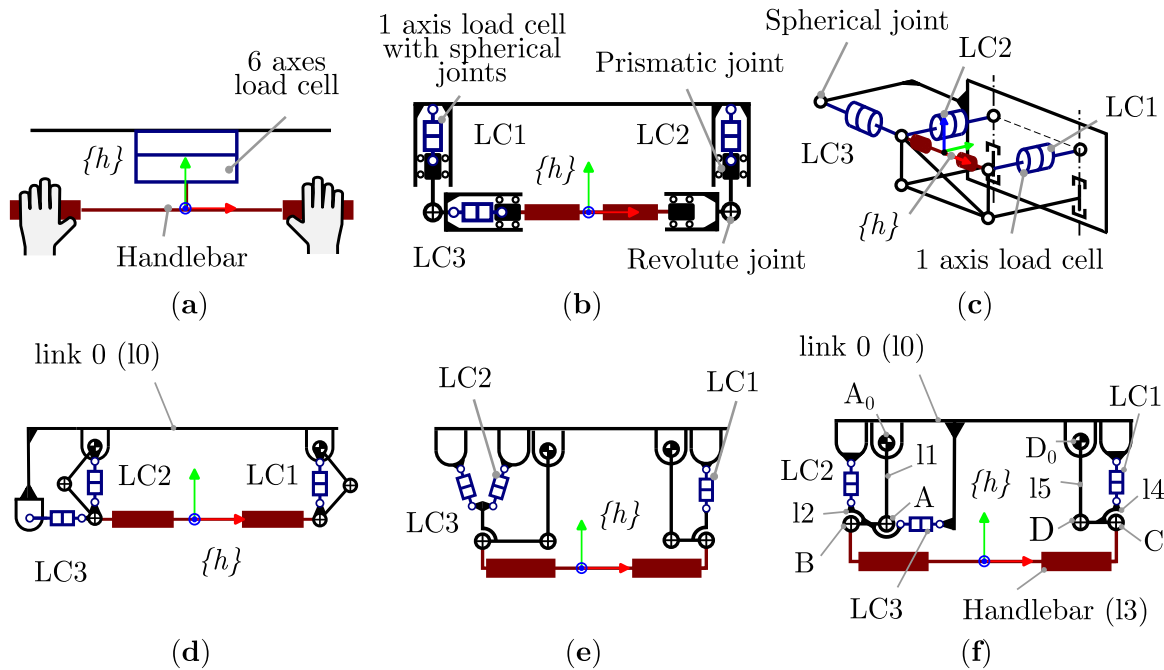 6 axes
load cell
{h}
Handlebar
(a)
1 axis load cell
with spherical
joints
Prismatic joint
LC1
LC2
{h}
LC3
Revolute joint
(b)
Spherical joint
LC2
LC1
LC3
{h}
1 axis load cell
(c)
link 0 (l0)
LC2
LC1
{h}
LC3
(d)
LC2
LC1
LC3
{h}
(e)
link 0 (l0)
A0
LC1
LC2
l1
{h}
D0
l5
l4
l2
A
D
B
C
LC3
Handlebar (l3)
(f)